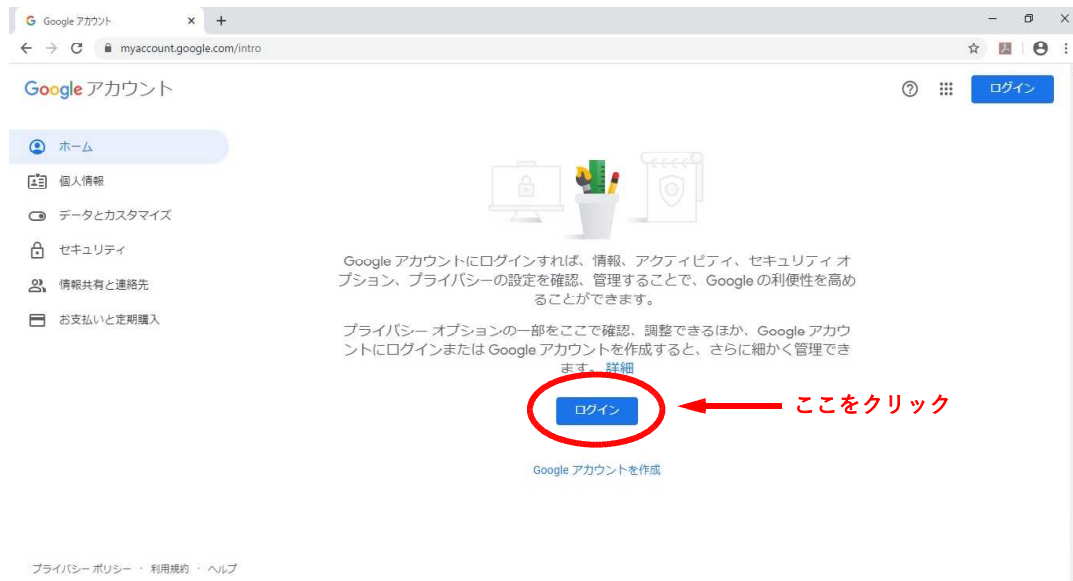 Google アカウント
myaccount.google.com/intro
Google アカウント
ログイン
ホーム
個人情報
データとカスタマイズ
セキュリティ
情報共有と連絡先
お支払いと定期購入
Google アカウントにログインすれば、情報、アクティビティ、セキュリティ オ
プション、プライバシーの設定を確認、管理することで、Google の利便性を高め
ることができます。
プライバシー オプションの一部をここで確認、調整できるほか、Google アカウ
ントにログインまたは Google アカウントを作成すると、さらに細かく管理でき
ます。 詳細
ログイン
ここをクリック
Google アカウントを作成
プライバシー ポリシー · 利用規約 · ヘルプ